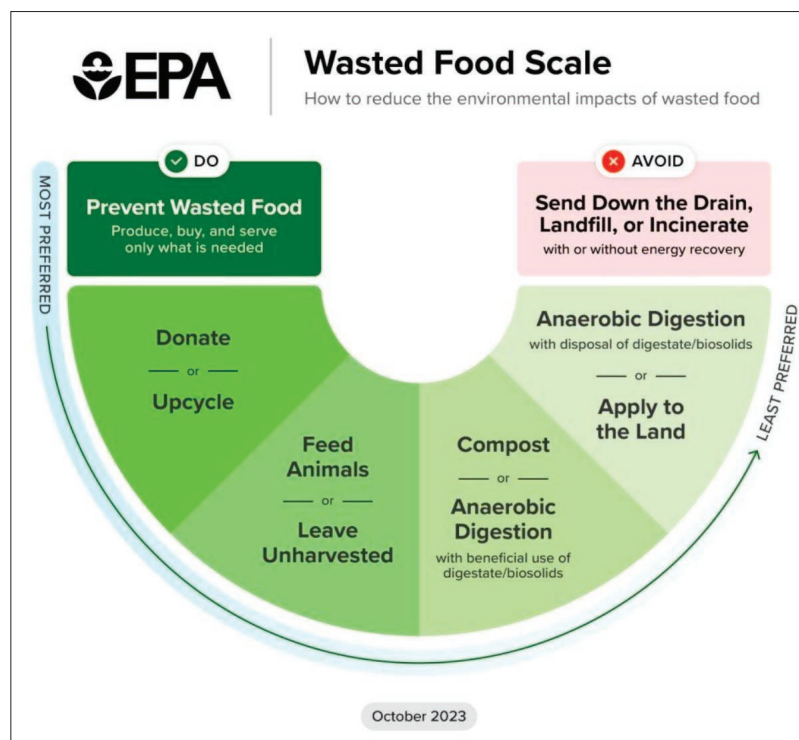 EPA
Wasted Food Scale
How to reduce the environmental impacts of wasted food
MOST PREFERRED
DO
Prevent Wasted Food
Produce, buy, and serve
only what is needed
Donate
or
Upcycle
Feed
Animals
or
Leave
Unharvested
Compost
or
Anaerobic
Digestion
with beneficial use of
digestate/biosolids
Anaerobic Digestion
with disposal of digestate/biosolids
or
Apply to
the Land
AVOID
Send Down the Drain,
Landfill, or Incinerate
with or without energy recovery
LEAST PREFERRED
October 2023